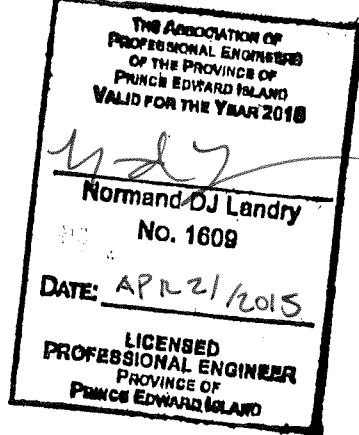 THE ASSOCIATION OF
PROFESSIONAL ENGINEERS
OF THE PROVINCE OF
PRINCE EDWARD ISLAND
VALID FOR THE YEAR
Normand DJ Landry
No. 1609
DATE: APR 21/2015
LICENSED
PROFESSIONAL ENGINEER
PROVINCE OF
PRINCE EDWARD ISLAND